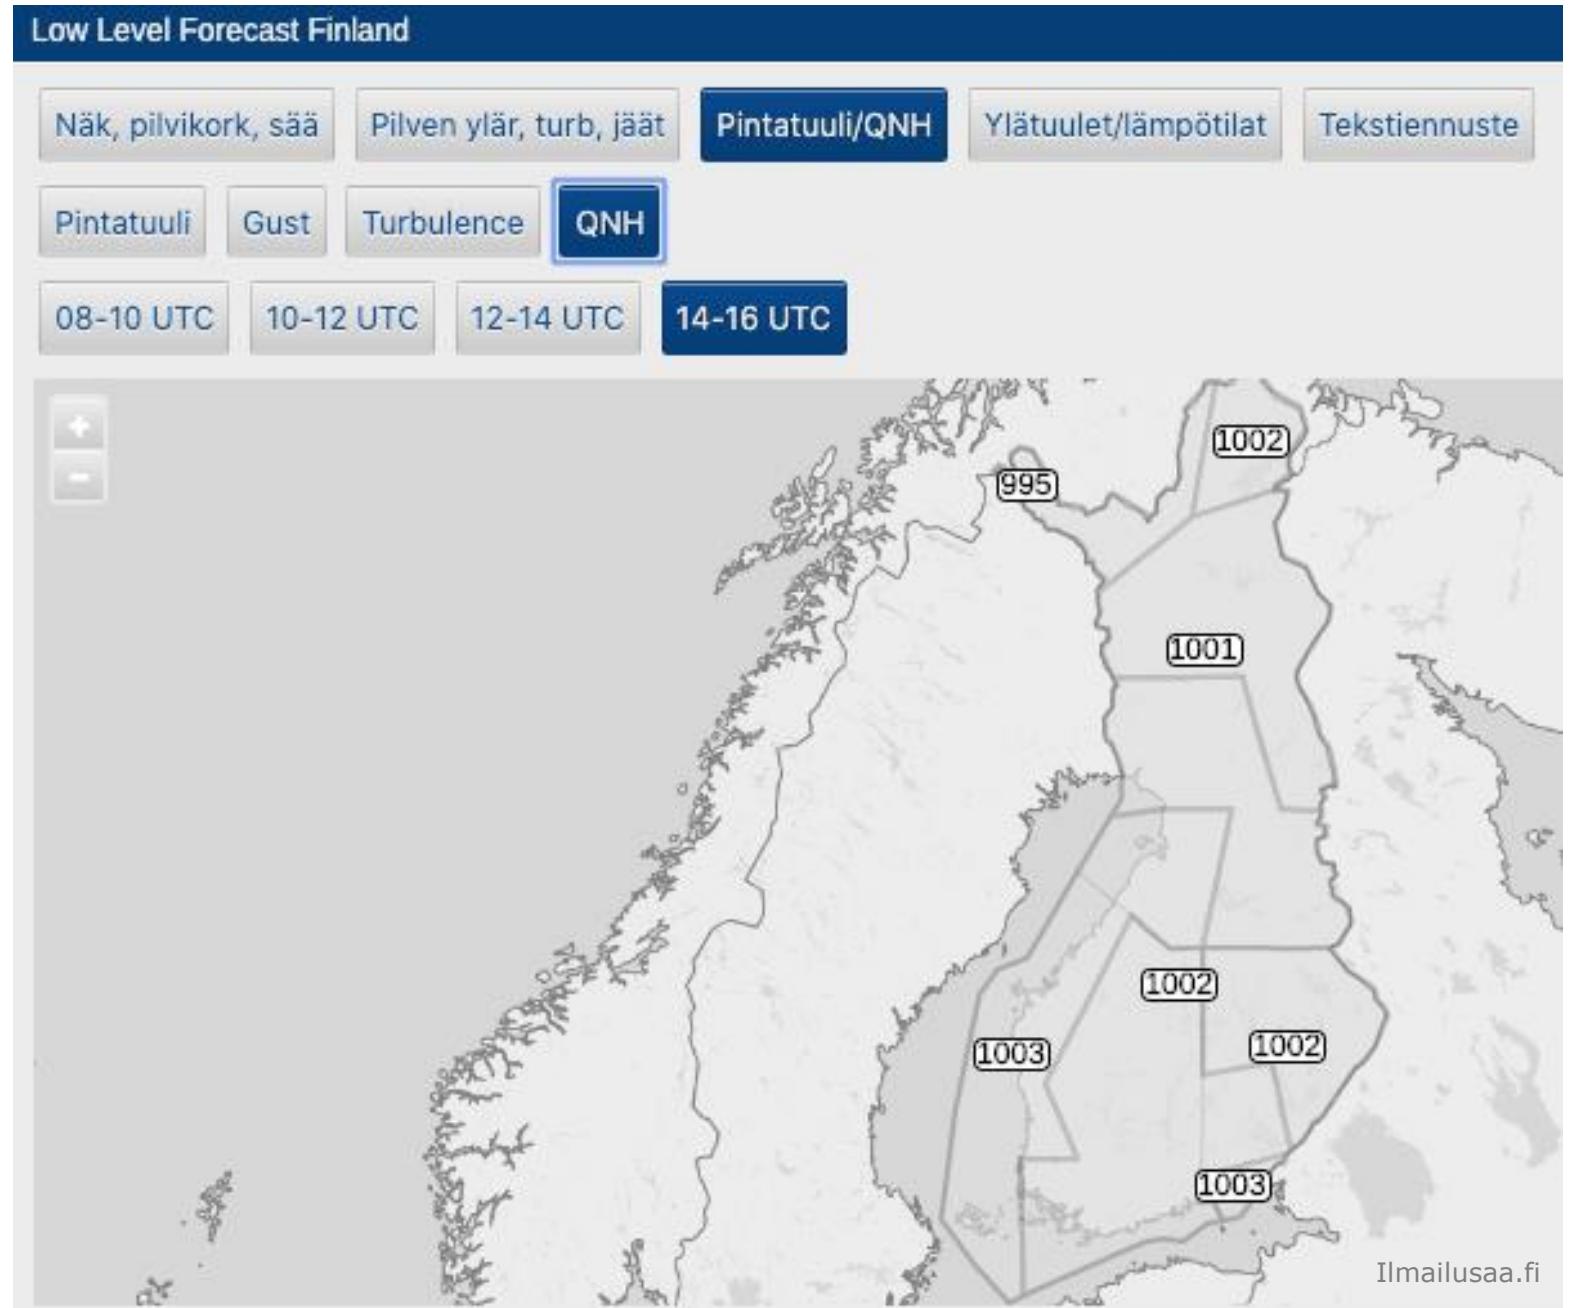 Low Level Forecast Finland
Näk, pilvikork, sää Pilven ylär, turb, jäät Pintatuuli/QNH Ylätuulet/lämpötilat Tekstiennuste
Pintatuuli Gust Turbulence QNH
08-10 UTC 10-12 UTC 12-14 UTC 14-16 UTC
+
-
1002
995
1001
1002
1002
1003
1003
Ilmailusaa.fi